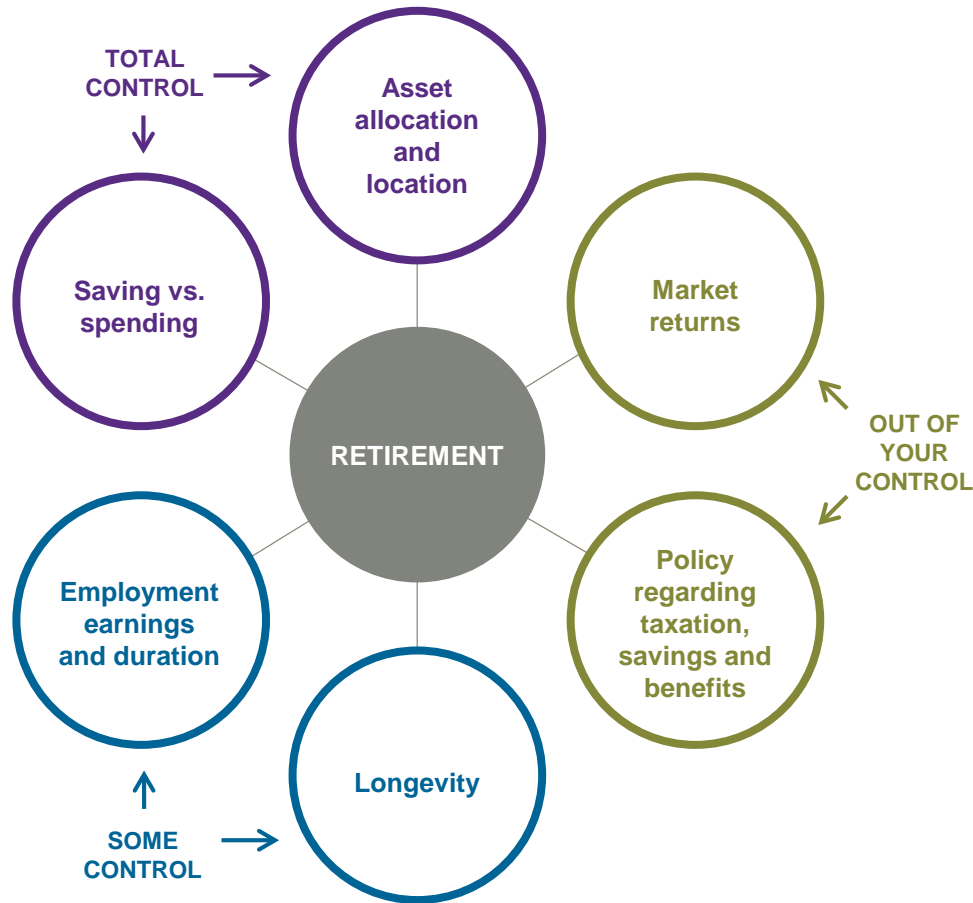 TOTAL
CONTROL
Asset
allocation
and
location
Saving vs.
spending
Market
returns
RETIREMENT
OUT OF
YOUR
CONTROL
Employment
earnings
and duration
Policy
regarding
taxation,
savings and
benefits
Longevity
SOME
CONTROL